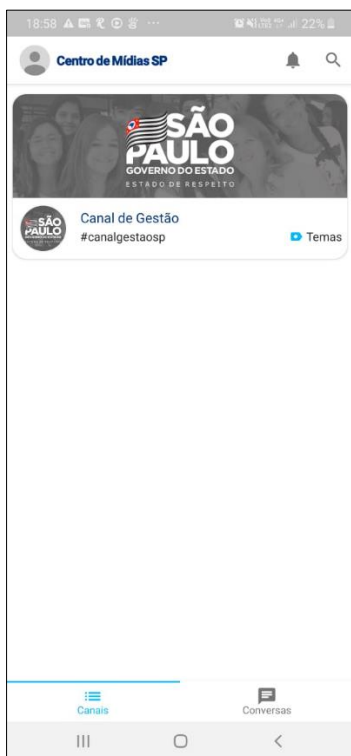 18:58
22%
Centro de Mídias SP
SÃO
PAULO
GOVERNO DO ESTADO
ESTADO DE RESPEITO
SÃO
PAULO
Canal de Gestão
#canalgestaosp
Temas
Canais
Conversas